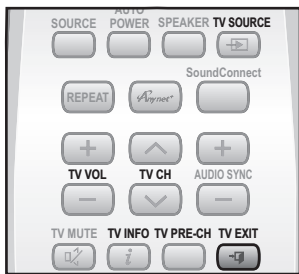 AUTO
SOURCE POWER SPEAKER TV SOURCE
SoundConnect
REPEAT Anynet+
TV VOL TV CH AUDIO SYNC
TV MUTE TV INFO TV PRE-CH TV EXIT
i